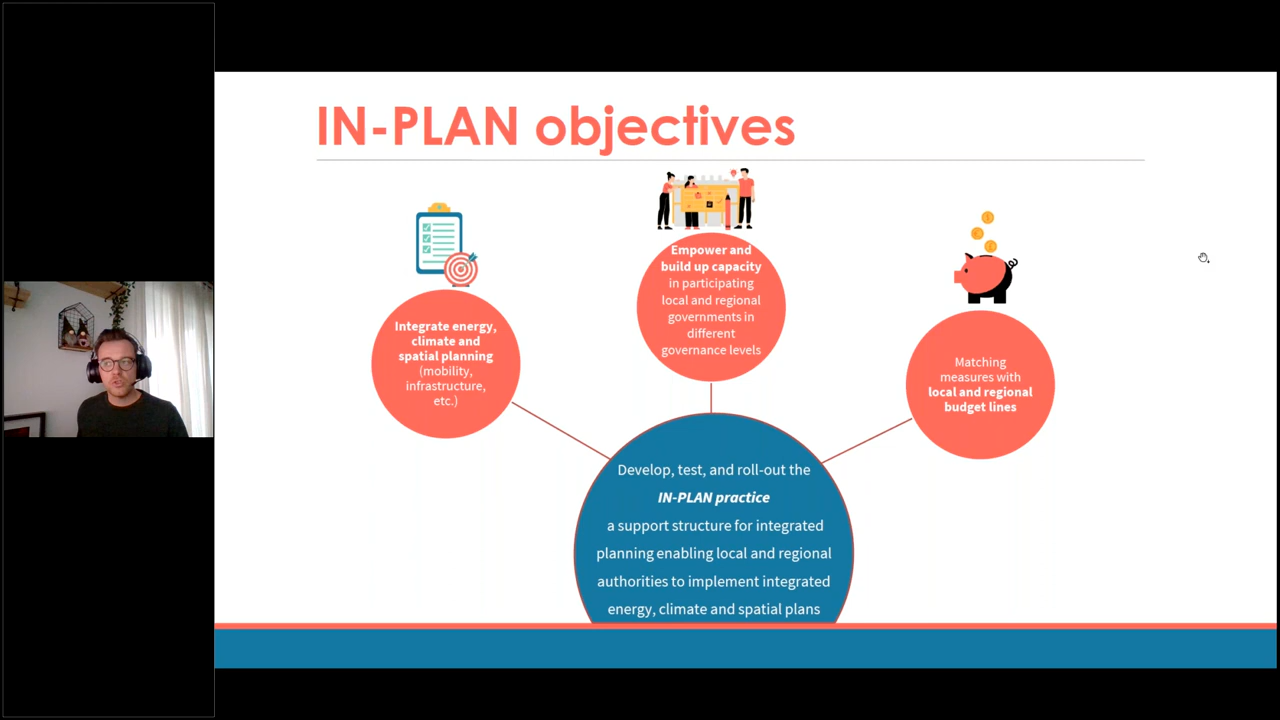 IN-PLAN objectives
Integrate energy,
climate and
spatial planning
(mobility,
infrastructure,
etc.)
Empower and
build up capacity
in participating
local and regional
governments in
different
governance levels
Matching
measures with
local and regional
budget lines
Develop, test, and roll-out the
IN-PLAN practice
a support structure for integrated
planning enabling local and regional
authorities to implement integrated
energy, climate and spatial plans